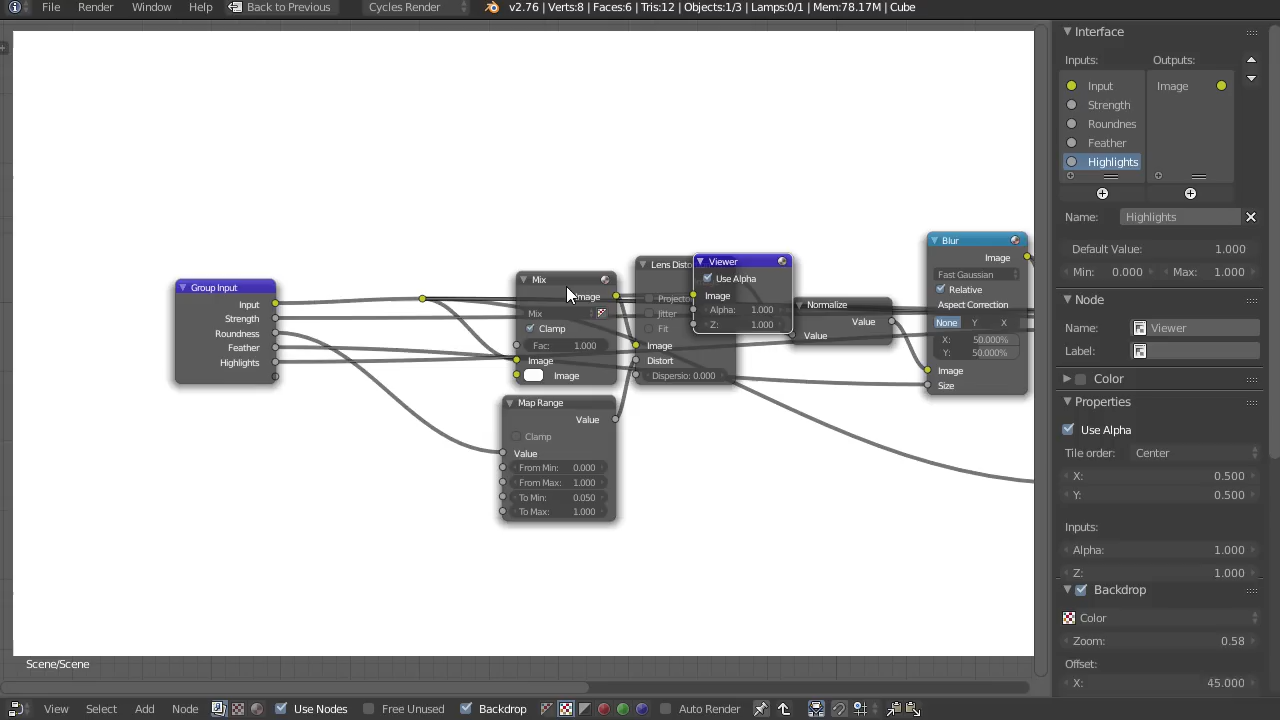 File Render Window Help Back to Previous Cycles Render v2.76 | Verts:8 | Faces:6 | Tris:12 | Objects:1/3 | Lamps:0/1 | Mem:78.17M | Cube
Group Input
Input
Strength
Roundness
Feather
Highlights
Mix
Image
Mix
Clamp
Fac: 1.000
Image
Image
Map Range
Value
Clamp
Value
From Min: 0.000
From Max: 1.000
To Min: 0.050
To Max: 1.000
Lens Disto
Projecto
Jitter
Fit
Image
Distort
Dispersio: 0.000
Viewer
Use Alpha
Image
Alpha: 1.000
Z: 1.000
Normalize
Value
Value
Blur
Image
Fast Gaussian
Relative
Aspect Correction
None Y X
X: 50.000%
Y: 50.000%
Image
Size
Scene/Scene
Interface
Inputs: Outputs:
Input Image
Strength
Roundnes
Feather
Highlights
Name: Highlights
Default Value: 1.000
Min: 0.000 Max: 1.000
Node
Name: Viewer
Label:
Color
Properties
Use Alpha
Tile order: Center
X: 0.500
Y: 0.500
Inputs:
Alpha: 1.000
Z: 1.000
Backdrop
Color
Zoom: 0.58
Offset:
X: 45.000
View Select Add Node Use Nodes Free Unused Backdrop Auto Render